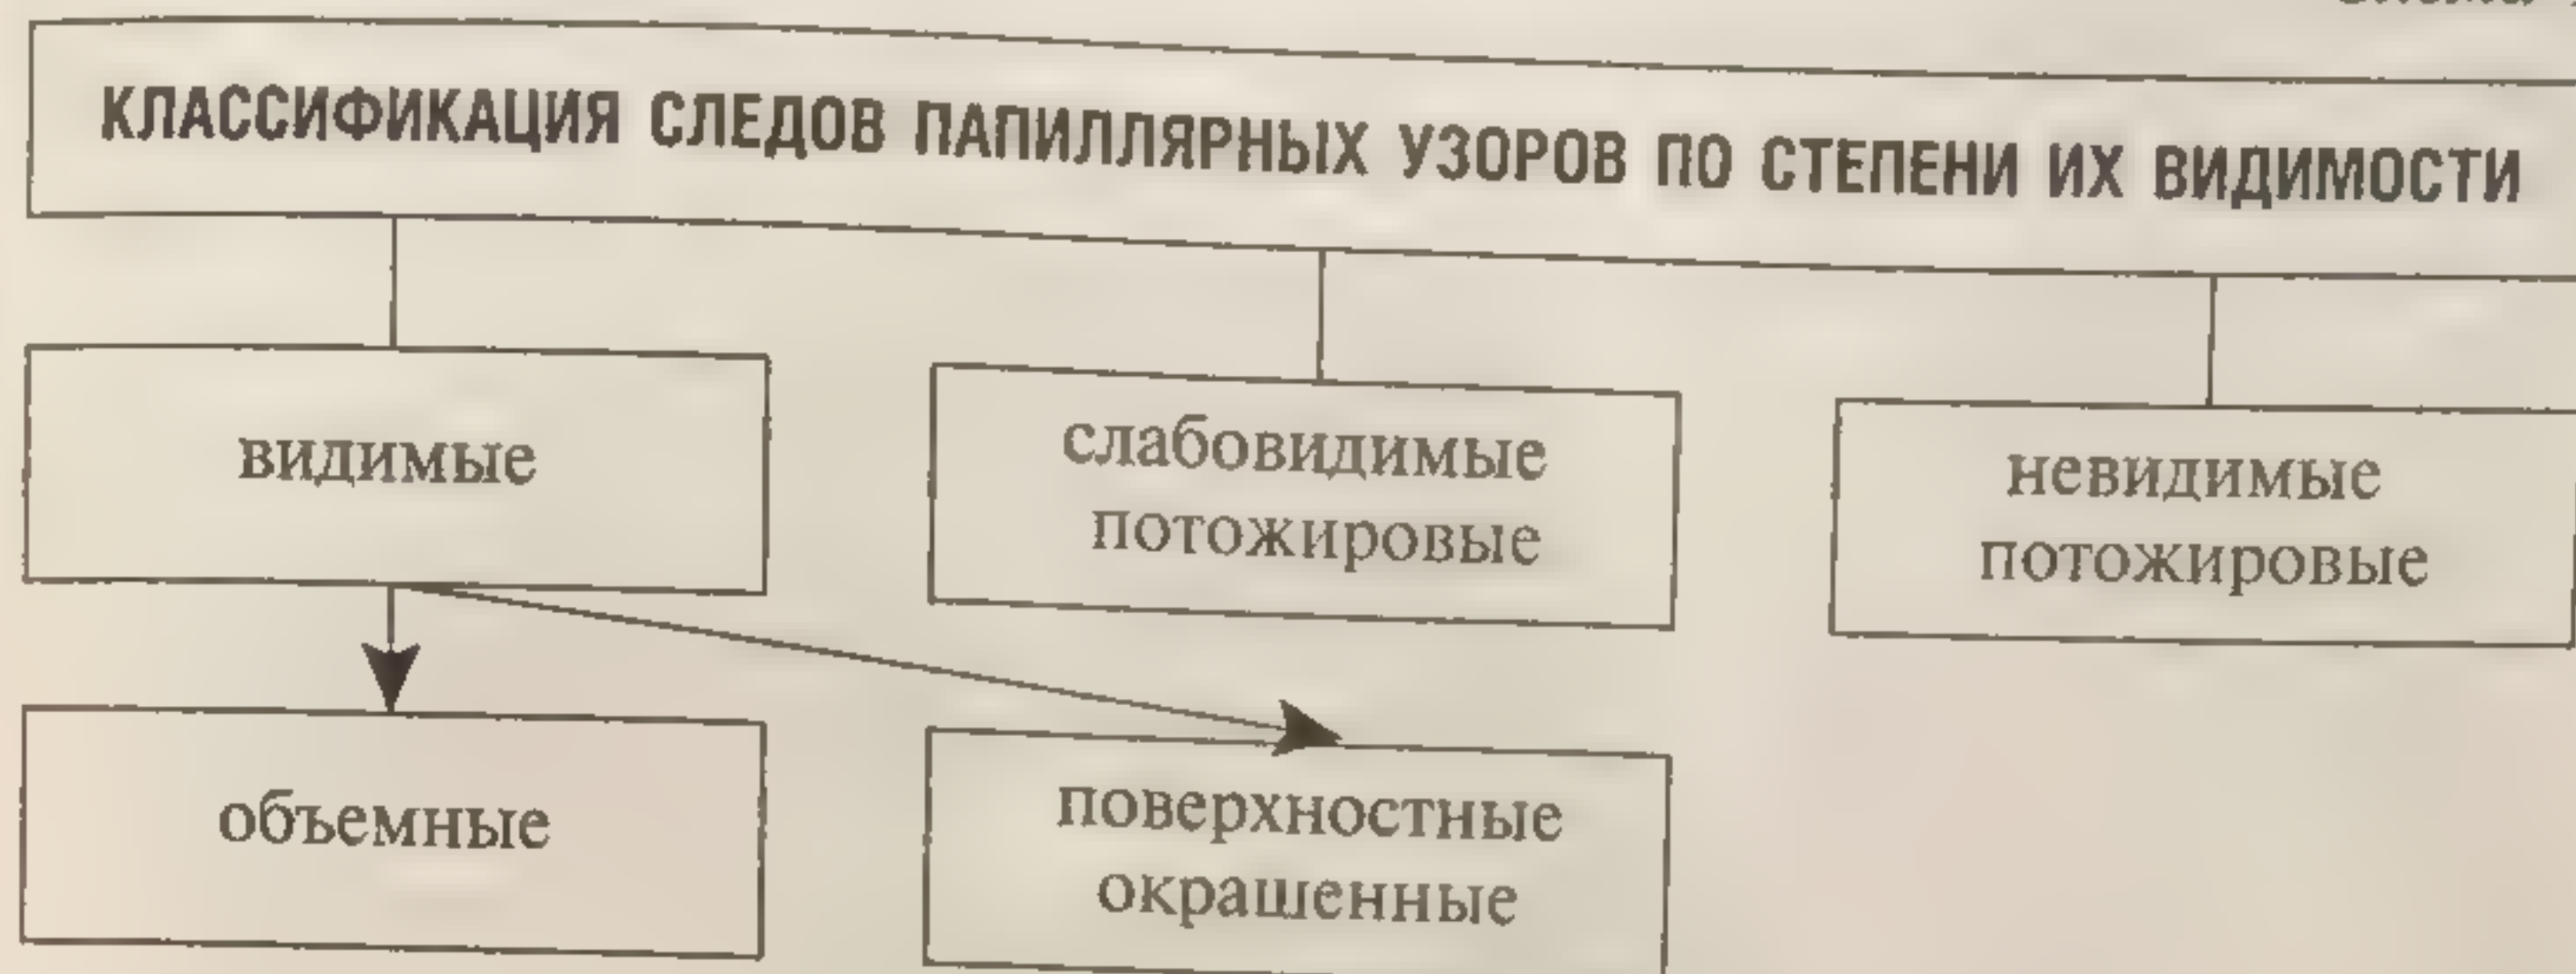 КЛАССИФИКАЦИЯ СЛЕДОВ ПАПИЛЛЯРНЫХ УЗОРОВ ПО СТЕПЕНИ ИХ ВИДИМОСТИ
видимые
слабовидимые
потожировые
невидимые
потожировые
объемные
поверхностные
окрашенные